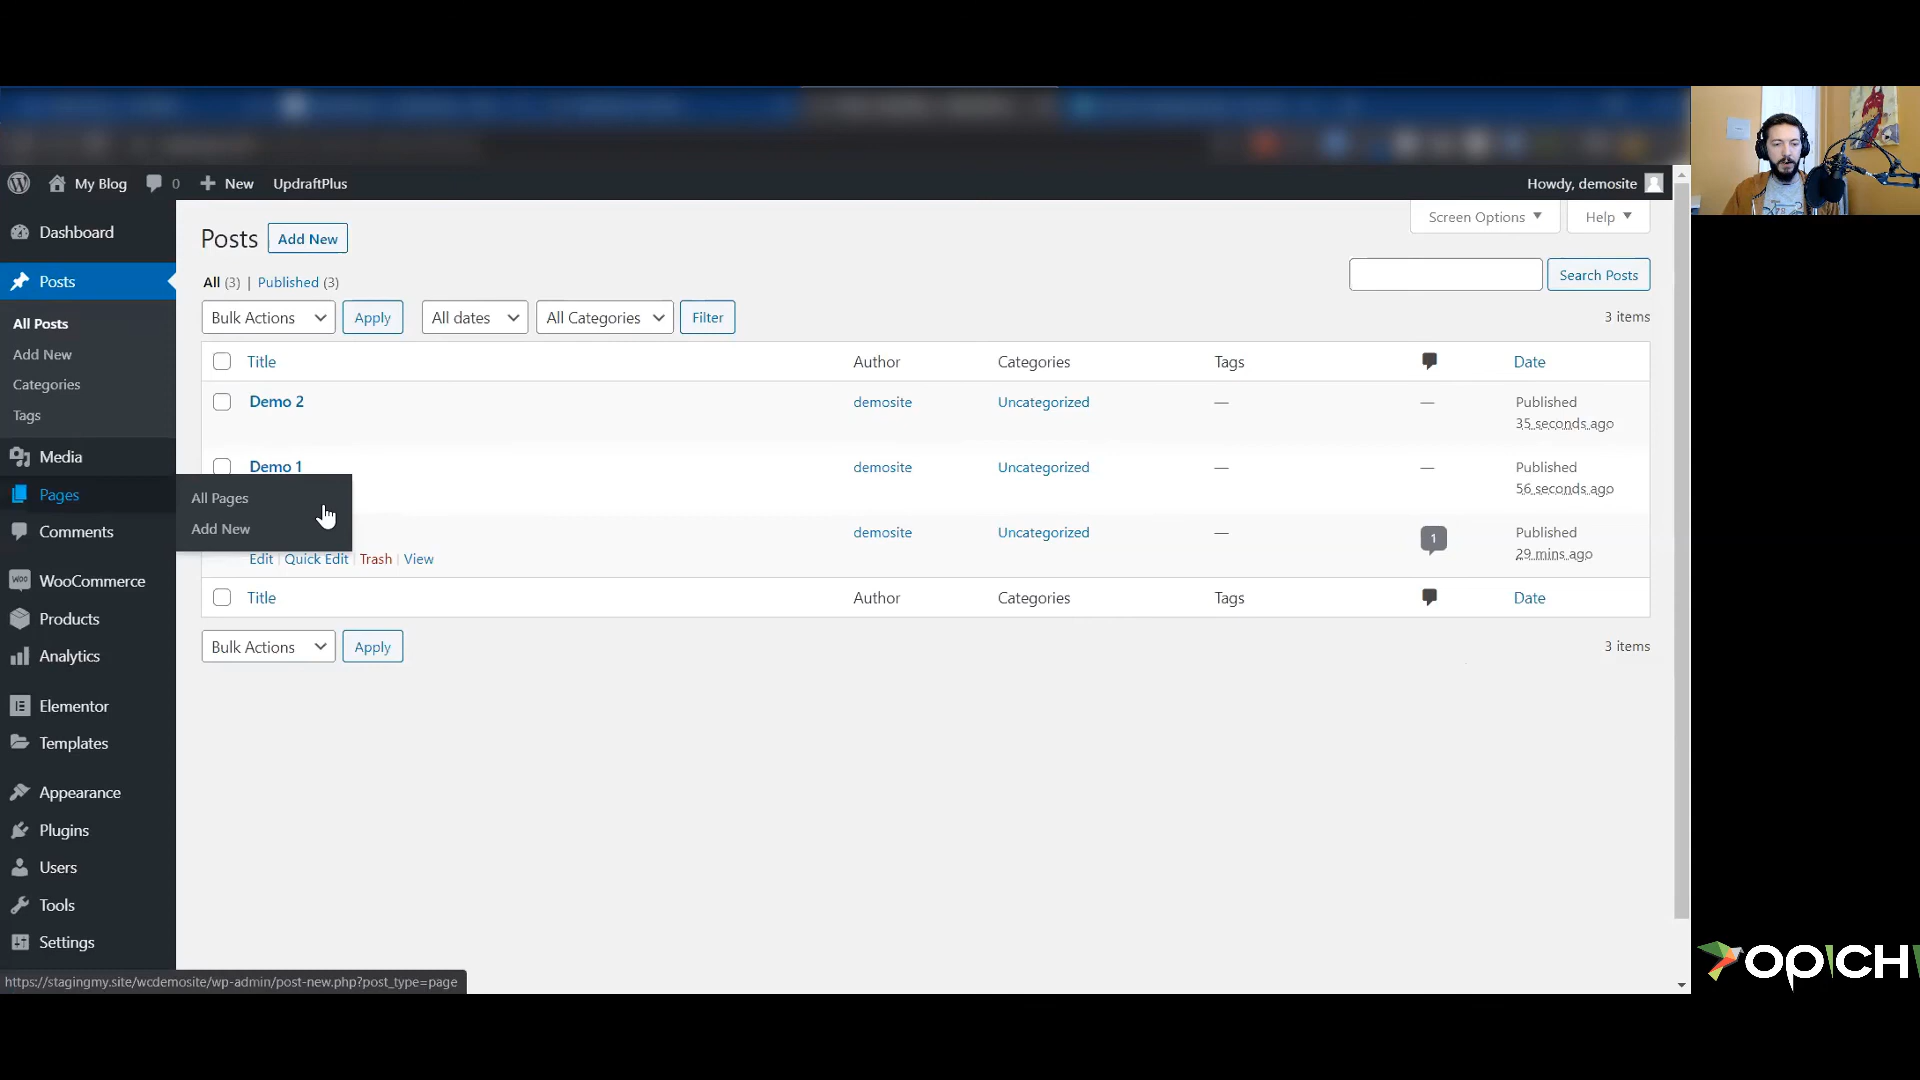 My Blog 0 New UpdraftPlus Howdy, demosite
Dashboard
Posts
All Posts
Add New
Categories
Tags
Media
Pages
Comments
WooCommerce
Products
Analytics
Elementor
Templates
Appearance
Plugins
Users
Tools
Settings
All Pages
Add New
Screen Options Help
Posts Add New
All (3) | Published (3)
Search Posts
Bulk Actions Apply All dates All Categories Filter 3 items
Title Author Categories Tags Date
Demo 2 demosite Uncategorized — — Published
35 seconds ago
Demo 1 demosite Uncategorized — — Published
56 seconds ago
demosite Uncategorized — 1 Published
29 mins ago
Edit | Quick Edit | Trash | View
Title Author Categories Tags Date
Bulk Actions Apply 3 items
https://stagingmy.site/wcdemosite/wp-admin/post-new.php?post_type=page
OPICH